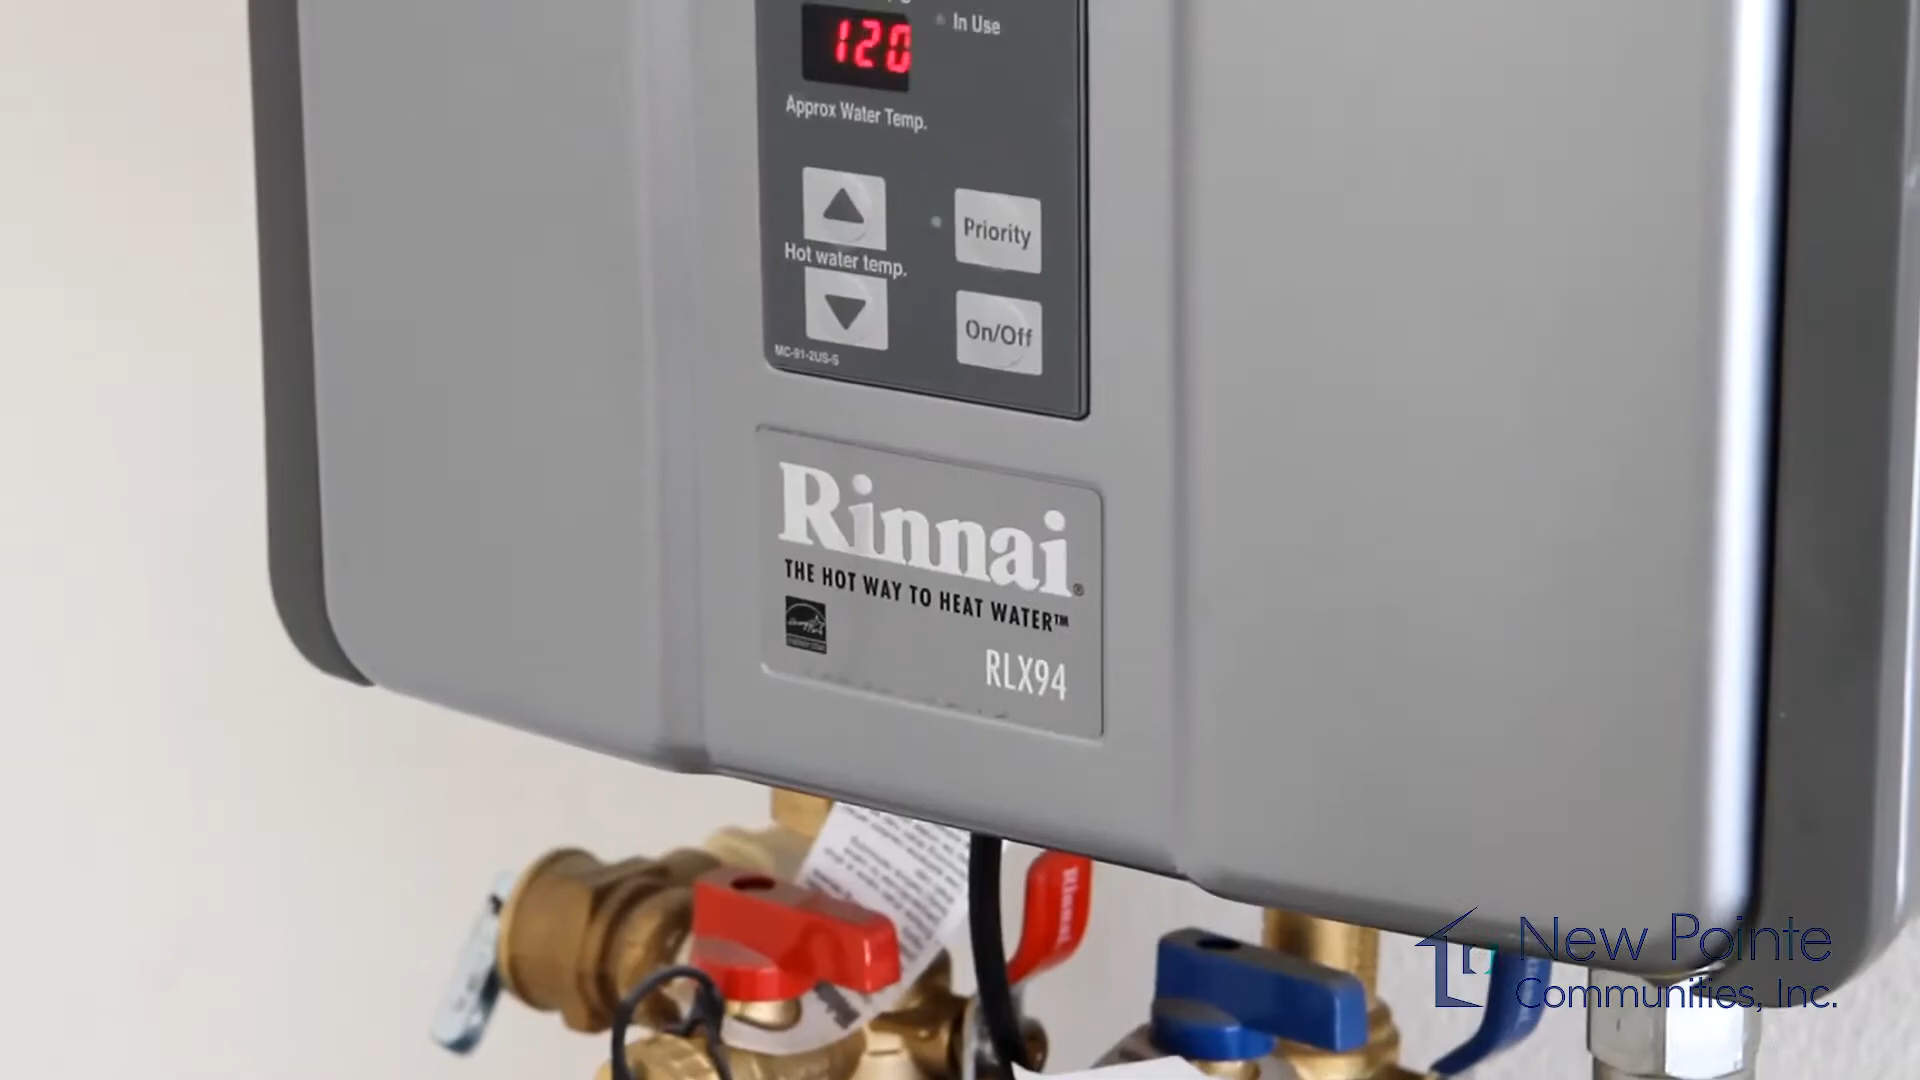 In Use
120
Approx Water Temp.
Hot water temp.
Priority
On/Off
MC-91-2US-S
Rinnai®
THE HOT WAY TO HEAT WATER™
RLX94
Rinnai
New Pointe
Communities, Inc.